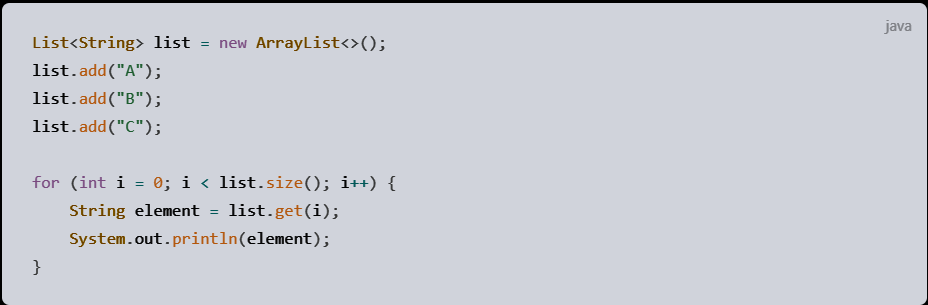 java
List<String> list = new ArrayList<>();
list.add("A");
list.add("B");
list.add("C");
for (int i = 0; i < list.size(); i++) {
    String element = list.get(i);
    System.out.println(element);
}